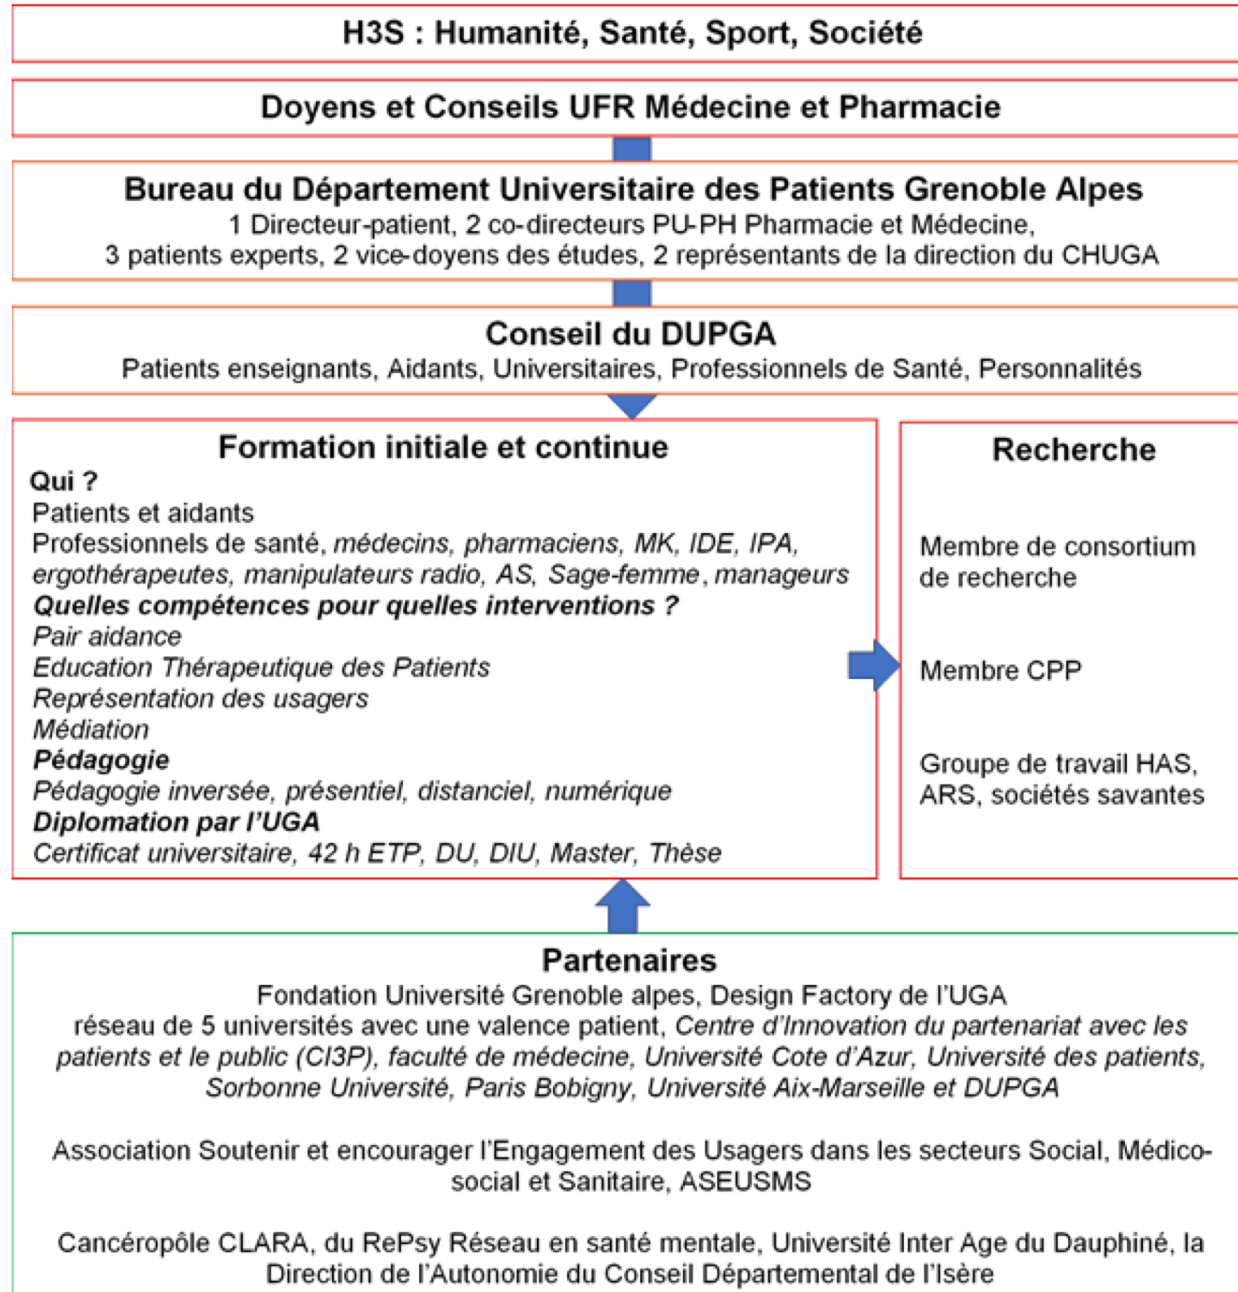 H3S : Humanité, Santé, Sport, Société
Doyens et Conseils UFR Médecine et Pharmacie
Bureau du Département Universitaire des Patients Grenoble Alpes
1 Directeur-patient, 2 co-directeurs PU-PH Pharmacie et Médecine,
3 patients experts, 2 vice-doyens des études, 2 représentants de la direction du CHUGA
Conseil du DUPGA
Patients enseignants, Aidants, Universitaires, Professionnels de Santé, Personnalités
Formation initiale et continue
Qui ?
Patients et aidants
Professionnels de santé, médecins, pharmaciens, MK, IDE, IPA,
ergothérapeutes, manipulateurs radio, AS, Sage-femme, manageurs
Quelles compétences pour quelles interventions ?
Pair aidance
Education Thérapeutique des Patients
Représentation des usagers
Médiation
Pédagogie
Pédagogie inversée, présentiel, distanciel, numérique
Diplomation par l'UGA
Certificat universitaire, 42 h ETP, DU, DIU, Master, Thèse
Recherche
Membre de consortium
de recherche
Membre CPP
Groupe de travail HAS,
ARS, sociétés savantes
Partenaires
Fondation Université Grenoble alpes, Design Factory de l'UGA
réseau de 5 universités avec une valence patient, Centre d'Innovation du partenariat avec les
patients et le public (CI3P), faculté de médecine, Université Cote d'Azur, Université des patients,
Sorbonne Université, Paris Bobigny, Université Aix-Marseille et DUPGA
Association Soutenir et encourager l'Engagement des Usagers dans les secteurs Social, Médico-
social et Sanitaire, ASEUSMS
Cancéropôle CLARA, du RePsy Réseau en santé mentale, Université Inter Age du Dauphiné, la
Direction de l'Autonomie du Conseil Départemental de l'Isère